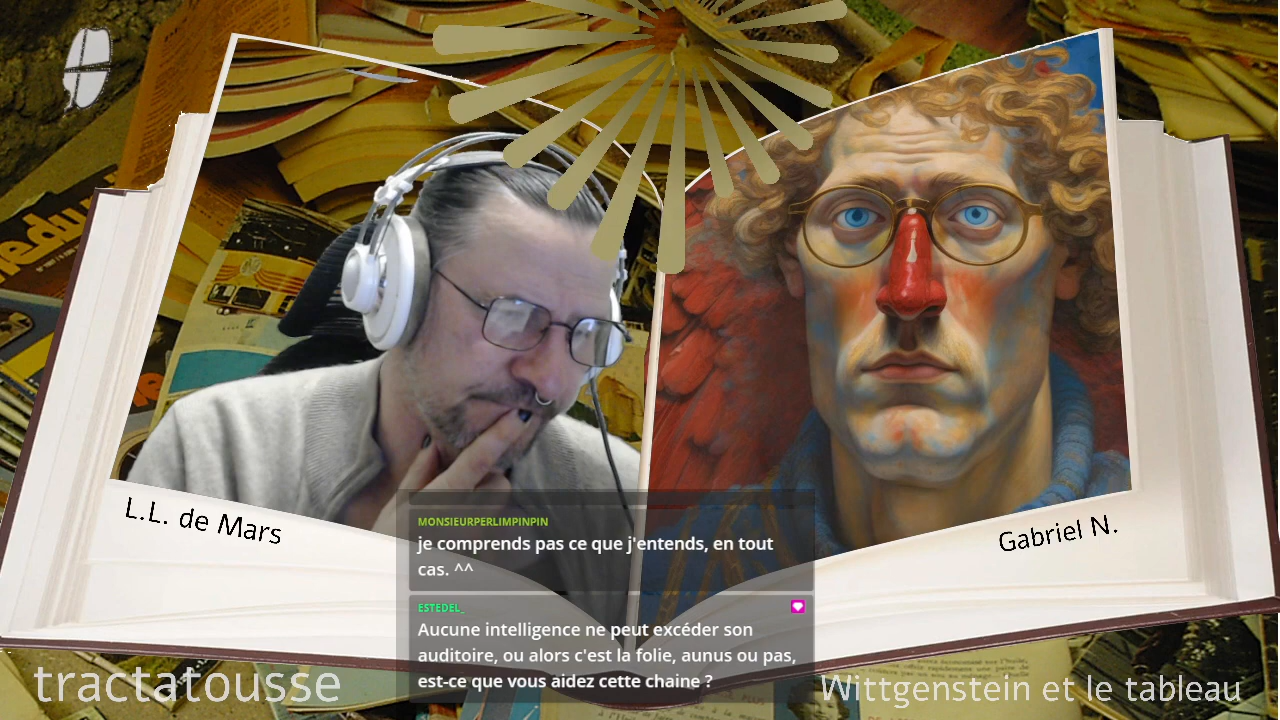 L.L. de Mars
Gabriel N.
MONSIEURPERLIMPINPIN
je comprends pas ce que j'entends, en tout
cas. ^^
ESTEDEL_
Aucune intelligence ne peut excéder son
auditoire, ou alors c'est la folie, aunus ou pas,
est-ce que vous aidez cette chaine ?
tractatousse
Wittgenstein et le tableau